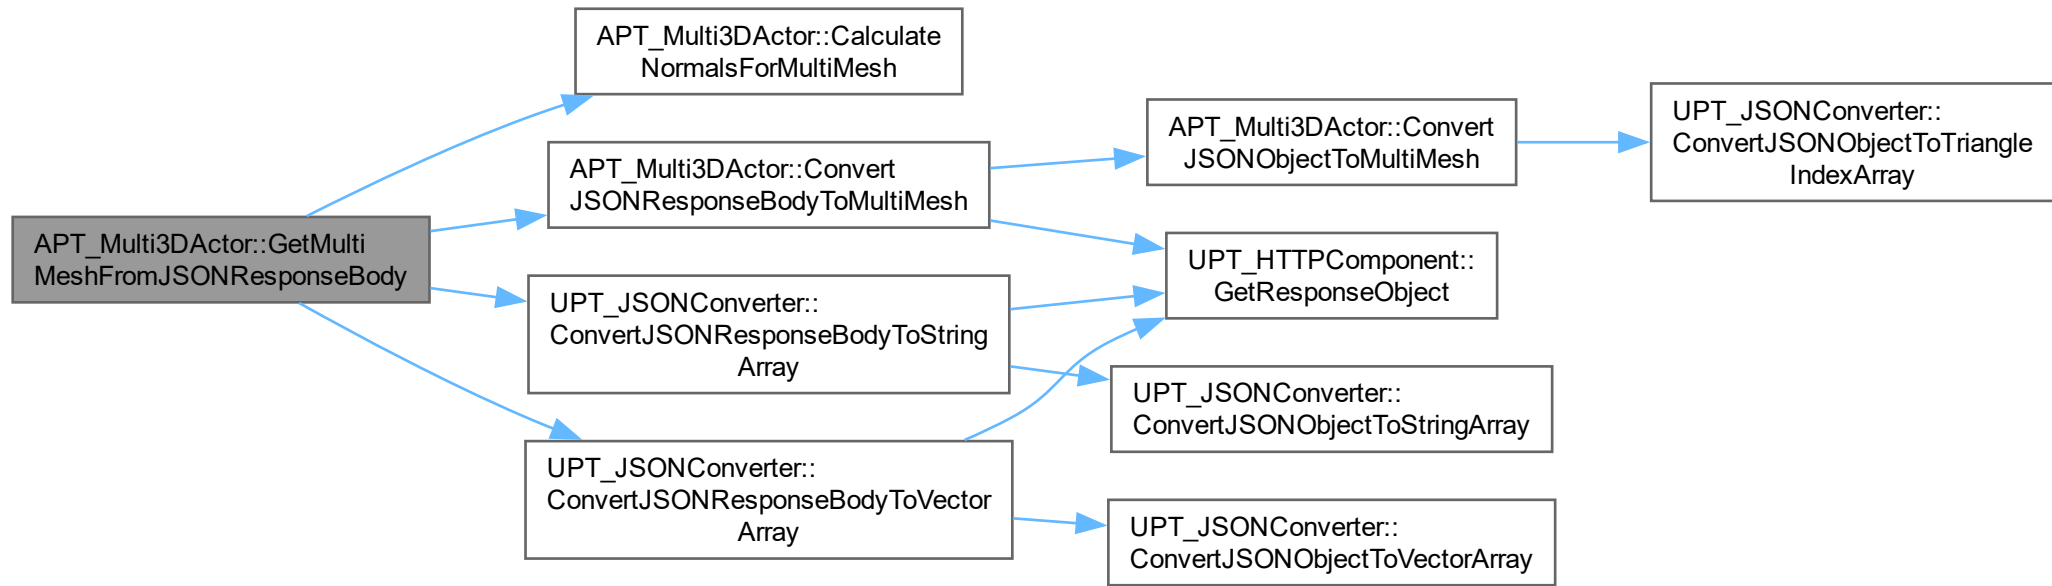 APT_Multi3DActor::GetMulti
MeshFromJSONResponseBody
APT_Multi3DActor::Calculate
NormalsForMultiMesh
APT_Multi3DActor::Convert
JSONResponseBodyToMultiMesh
UPT_JSONConverter::
ConvertJSONResponseBodyToString
Array
UPT_JSONConverter::
ConvertJSONResponseBodyToVector
Array
APT_Multi3DActor::Convert
JSONObjectToMultiMesh
UPT_HTTPComponent::
GetResponseObject
UPT_JSONConverter::
ConvertJSONObjectToStringArray
UPT_JSONConverter::
ConvertJSONObjectToVectorArray
UPT_JSONConverter::
ConvertJSONObjectToTriangle
IndexArray